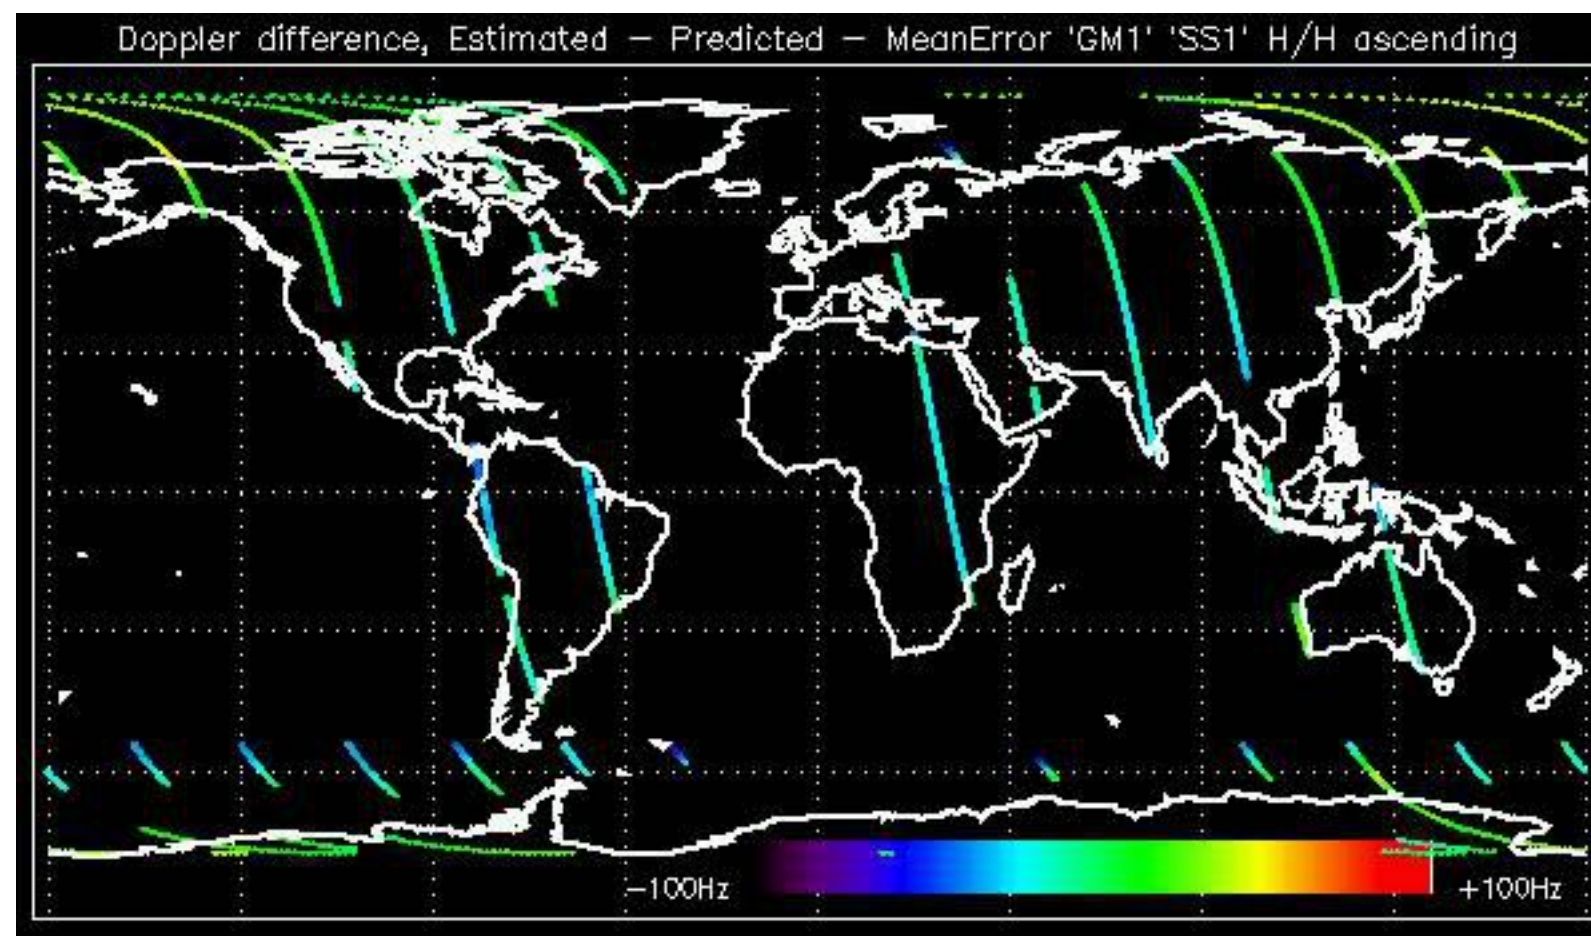 Doppler difference, Estimated – Predicted – MeanError 'GM1' 'SS1' H/H ascending
–100Hz +100Hz